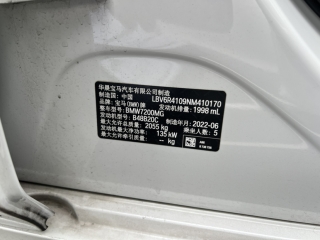 华晨宝马汽车有限公司制造
制造国: 中国 LBV6R4109NM410170
品牌: 宝马(BMW)牌 发动机排量: 1998 mL
整车型号: BMW7200MG
发动机型号: B48B20C 制造年月: 2022-06
最大允许总质量: 2055 kg 乘坐人数: 5
发动机最大净功率: 135 kW
最大允许牵引质量: -- kg